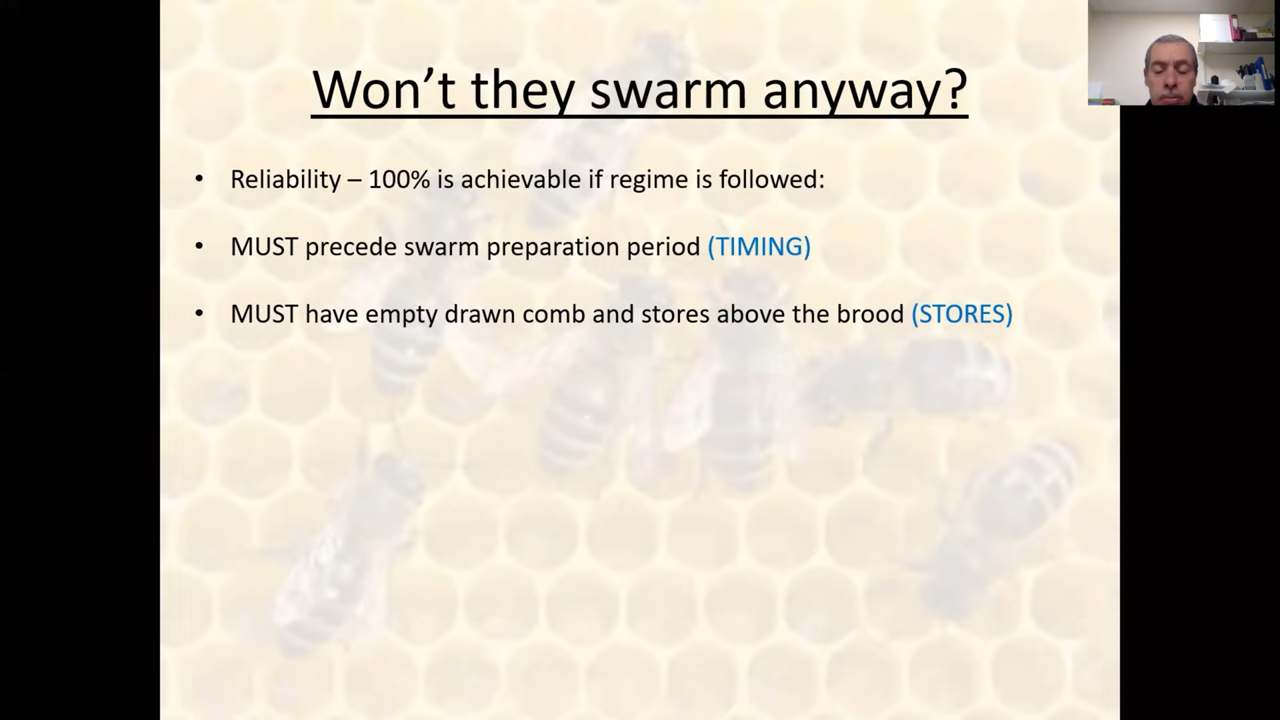 Won’t they swarm anyway?
• Reliability – 100% is achievable if regime is followed:
• MUST precede swarm preparation period (TIMING)
• MUST have empty drawn comb and stores above the brood (STORES)